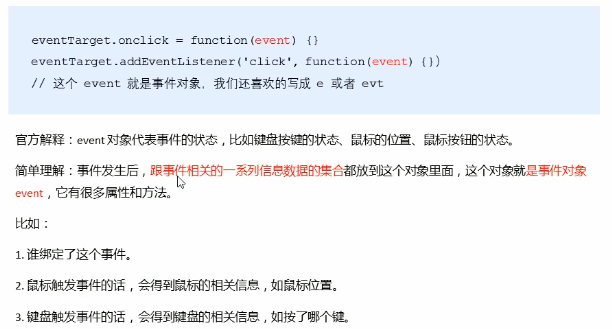 eventTarget.onclick = function(event) {}
eventTarget.addEventListener('click', function(event) {})
// 这个 event 就是事件对象，我们还喜欢的写成 e 或者 evt
官方解释：event 对象代表事件的状态，比如键盘按键的状态、鼠标的位置、鼠标按钮的状态。
简单理解：事件发生后，跟事件相关的一系列信息数据的集合都放到这个对象里面，这个对象就是事件对象
event，它有很多属性和方法。
比如：
1. 谁绑定了这个事件。
2. 鼠标触发事件的话，会得到鼠标的相关信息，如鼠标位置。
3. 键盘触发事件的话，会得到键盘的相关信息，如按了哪个键。